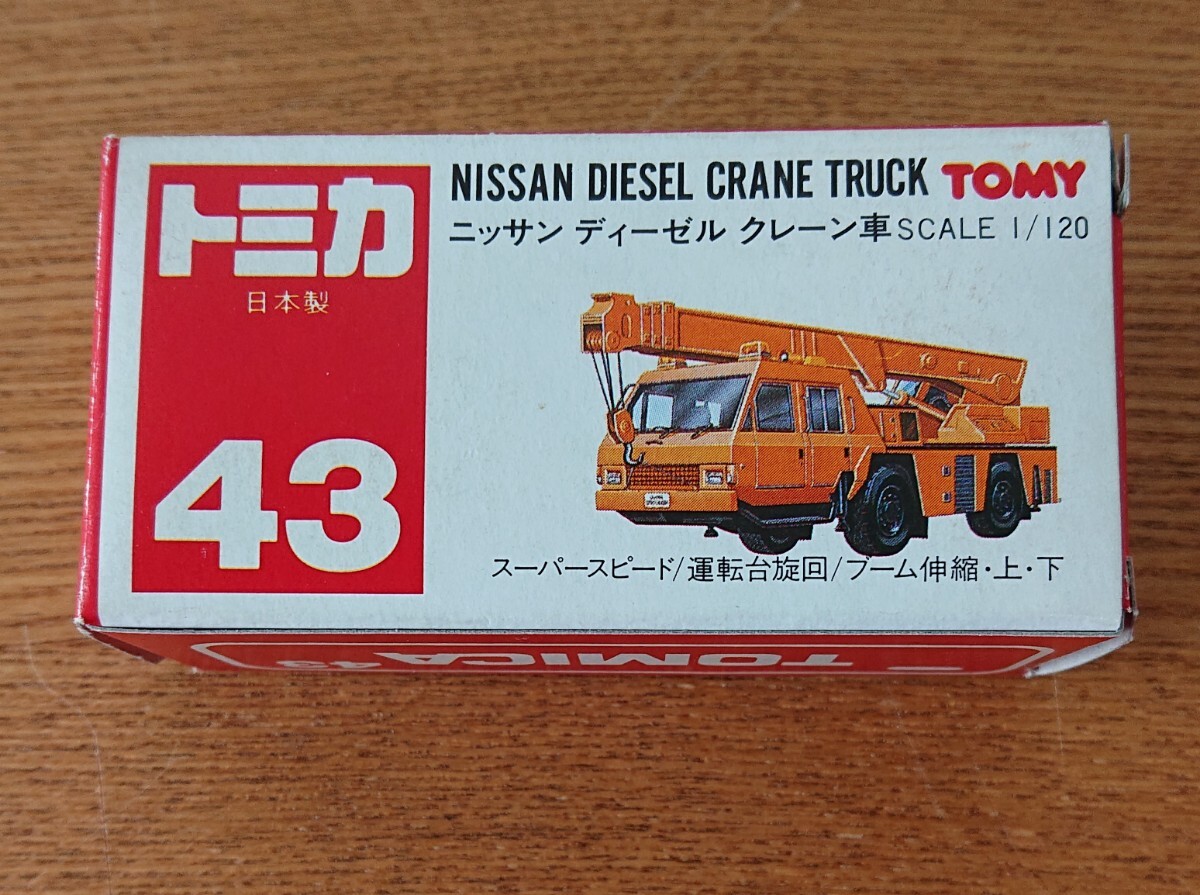 トミカ
日本製
43
NISSAN DIESEL CRANE TRUCK TOMY
ニッサン ディーゼル クレーン車 SCALE 1/120
スーパースピード/運転台旋回/ブーム伸縮・上・下
TOMICA 43